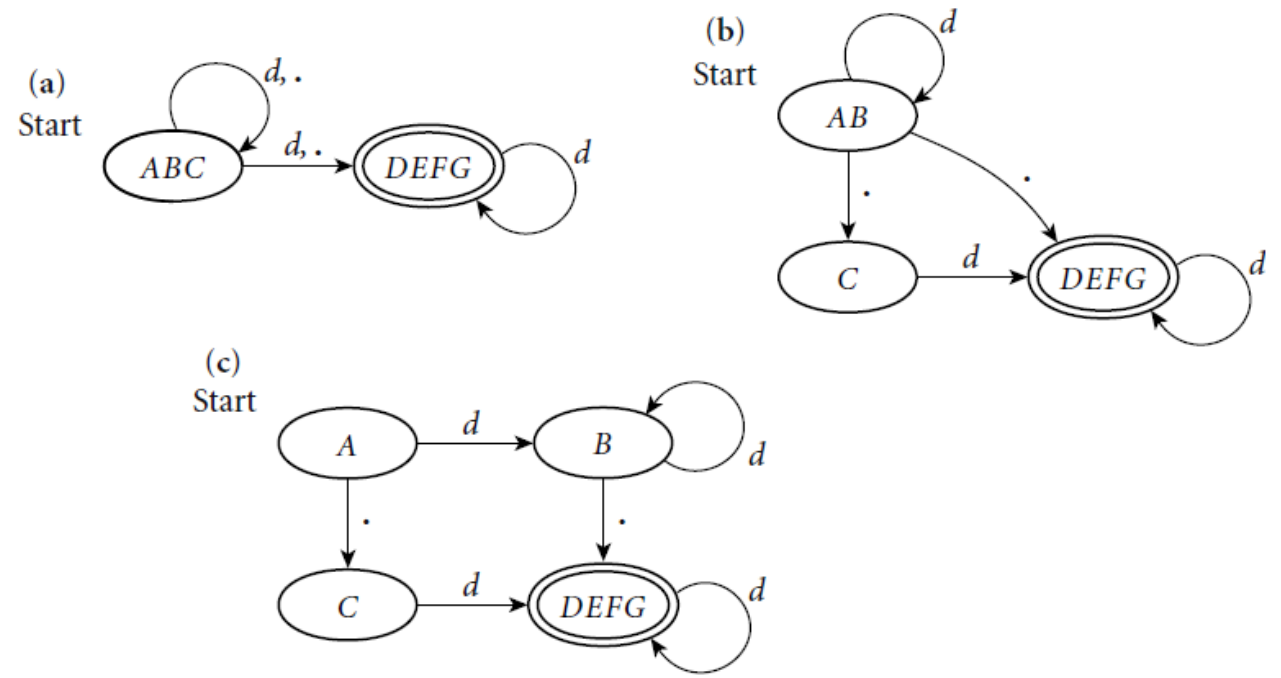 (a)
Start
d, .
ABC
d, .
DEFG
d
(b)
Start
d
AB
.
.
C
d
DEFG
d
(c)
Start
A
d
B
d
.
.
C
d
DEFG
d